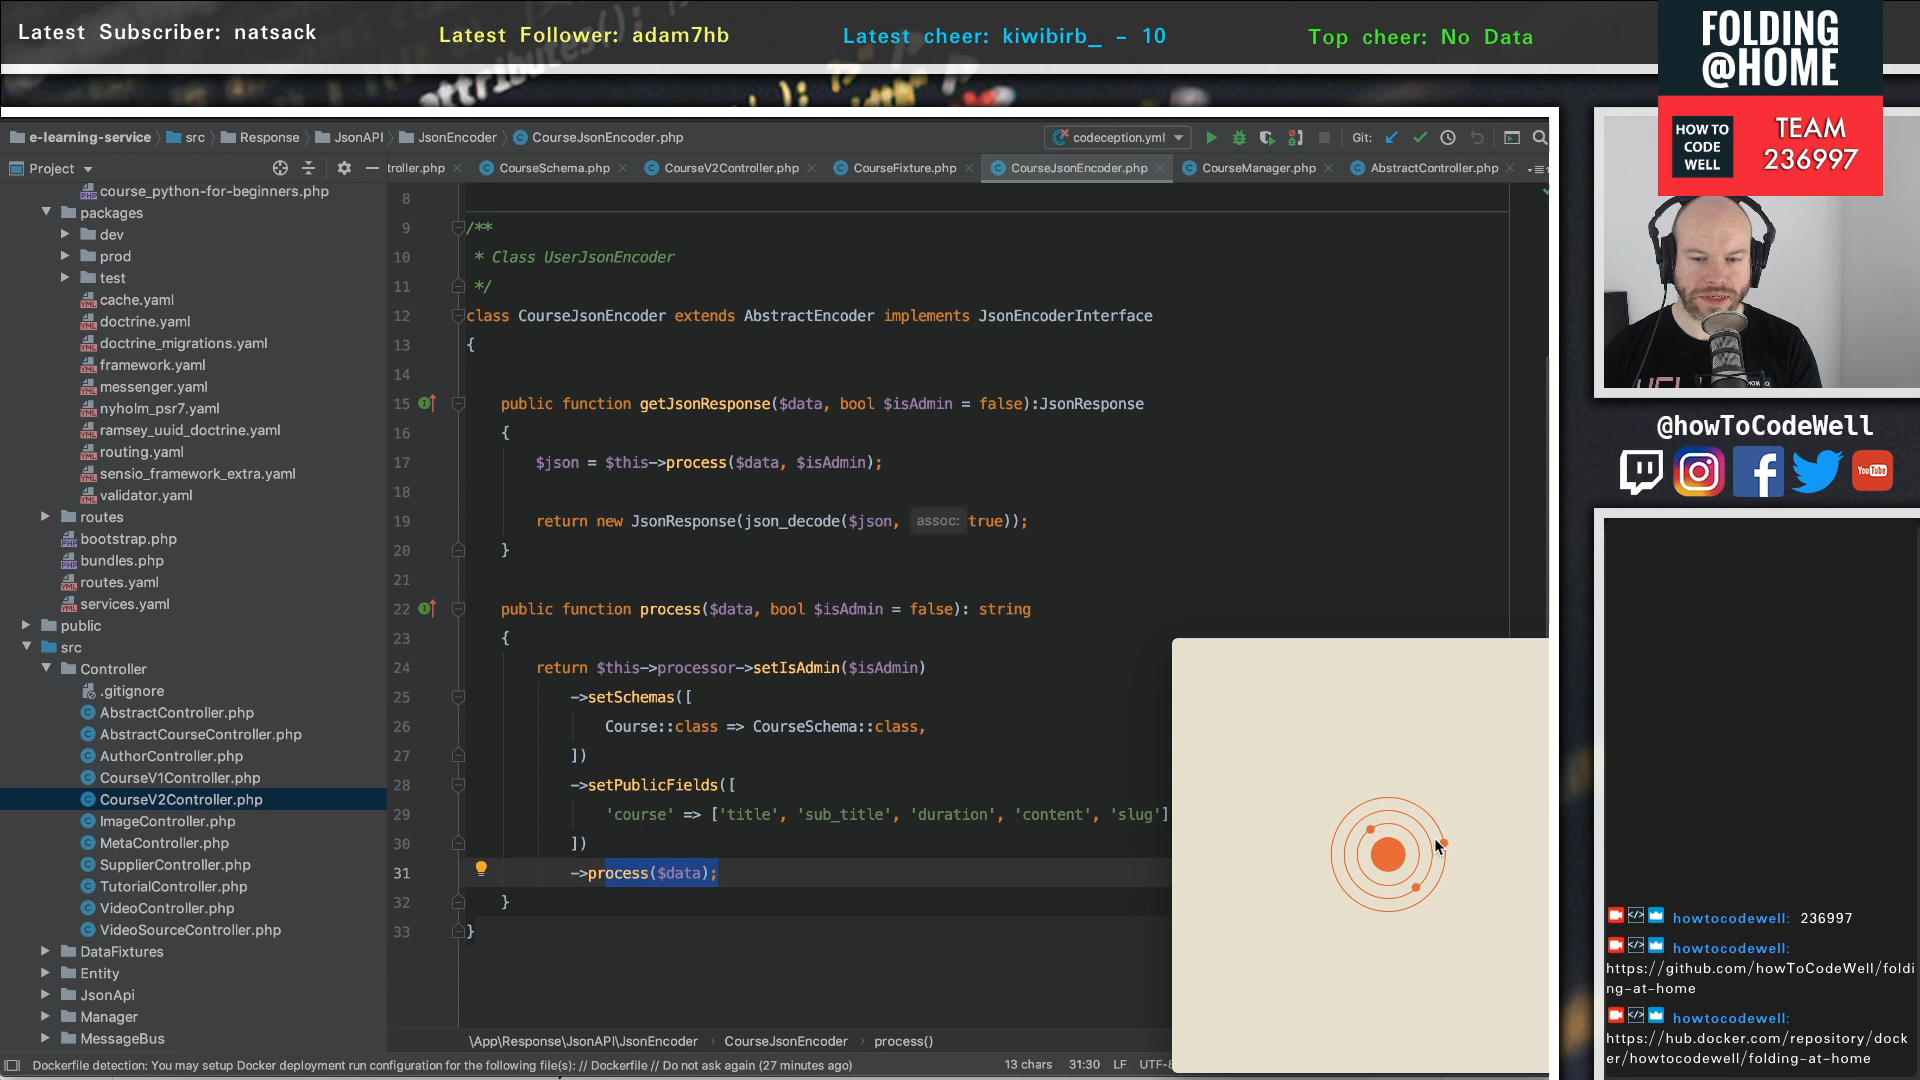 Latest Subscriber: natsack
Latest Follower: adam7hb
Latest cheer: kiwibirb_ - 10
Top cheer: No Data
FOLDING
@HOME
HOW TO
CODE
WELL
TEAM
236997
e-learning-service
src
Response
JsonAPI
JsonEncoder
CourseJsonEncoder.php
codeception.yml
Git:
Project
troller.php
CourseSchema.php
CourseV2Controller.php
CourseFixture.php
CourseJsonEncoder.php
CourseManager.php
AbstractController.php
course_python-for-beginners.php
packages
dev
prod
test
cache.yaml
doctrine.yaml
doctrine_migrations.yaml
framework.yaml
messenger.yaml
nyholm_psr7.yaml
ramsey_uuid_doctrine.yaml
routing.yaml
sensio_framework_extra.yaml
validator.yaml
routes
bootstrap.php
bundles.php
routes.yaml
services.yaml
public
src
Controller
.gitignore
AbstractController.php
AbstractCourseController.php
AuthorController.php
CourseV1Controller.php
CourseV2Controller.php
ImageController.php
MetaController.php
SupplierController.php
TutorialController.php
VideoController.php
VideoSourceController.php
DataFixtures
Entity
JsonApi
Manager
MessageBus
8
9 /**
10 * Class UserJsonEncoder
11 */
12 class CourseJsonEncoder extends AbstractEncoder implements JsonEncoderInterface
13 {
14
15 public function getJsonResponse($data, bool $isAdmin = false):JsonResponse
16 {
17 $json = $this->process($data, $isAdmin);
18
19 return new JsonResponse(json_decode($json, assoc: true));
20 }
21
22 public function process($data, bool $isAdmin = false): string
23 {
24 return $this->processor->setIsAdmin($isAdmin)
25 ->setSchemas([
26 Course::class => CourseSchema::class,
27 ])
28 ->setPublicFields([
29 'course' => ['title', 'sub_title', 'duration', 'content', 'slug']
30 ])
31 ->process($data);
32 }
33 }
\App\Response\JsonAPI\JsonEncoder
CourseJsonEncoder
process()
Dockerfile detection: You may setup Docker deployment run configuration for the following file(s): // Dockerfile // Do not ask again (27 minutes ago)
13 chars
31:30
LF
UTF-8
@howToCodeWell
You Tube
howtocodewell: 236997
howtocodewell:
https://github.com/howToCodeWell/foldi
ng-at-home
howtocodewell:
https://hub.docker.com/repository/dock
er/howtocodewell/folding-at-home